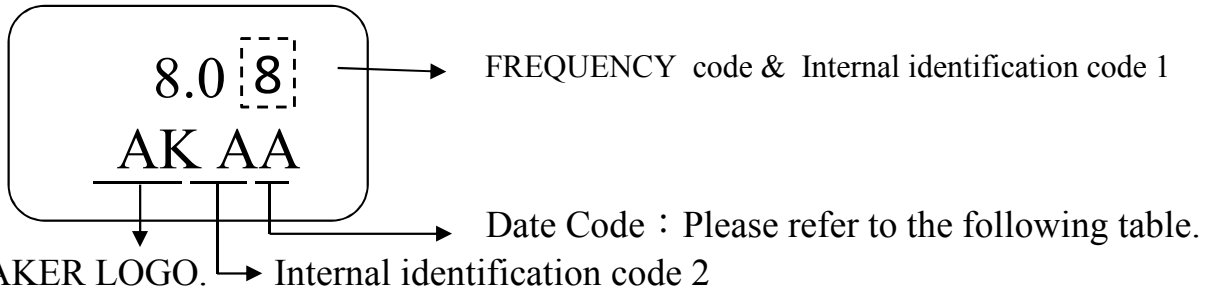 8.0 8
FREQUENCY code & Internal identification code 1
AK AA
Date Code：Please refer to the following table.
AKER LOGO.
Internal identification code 2